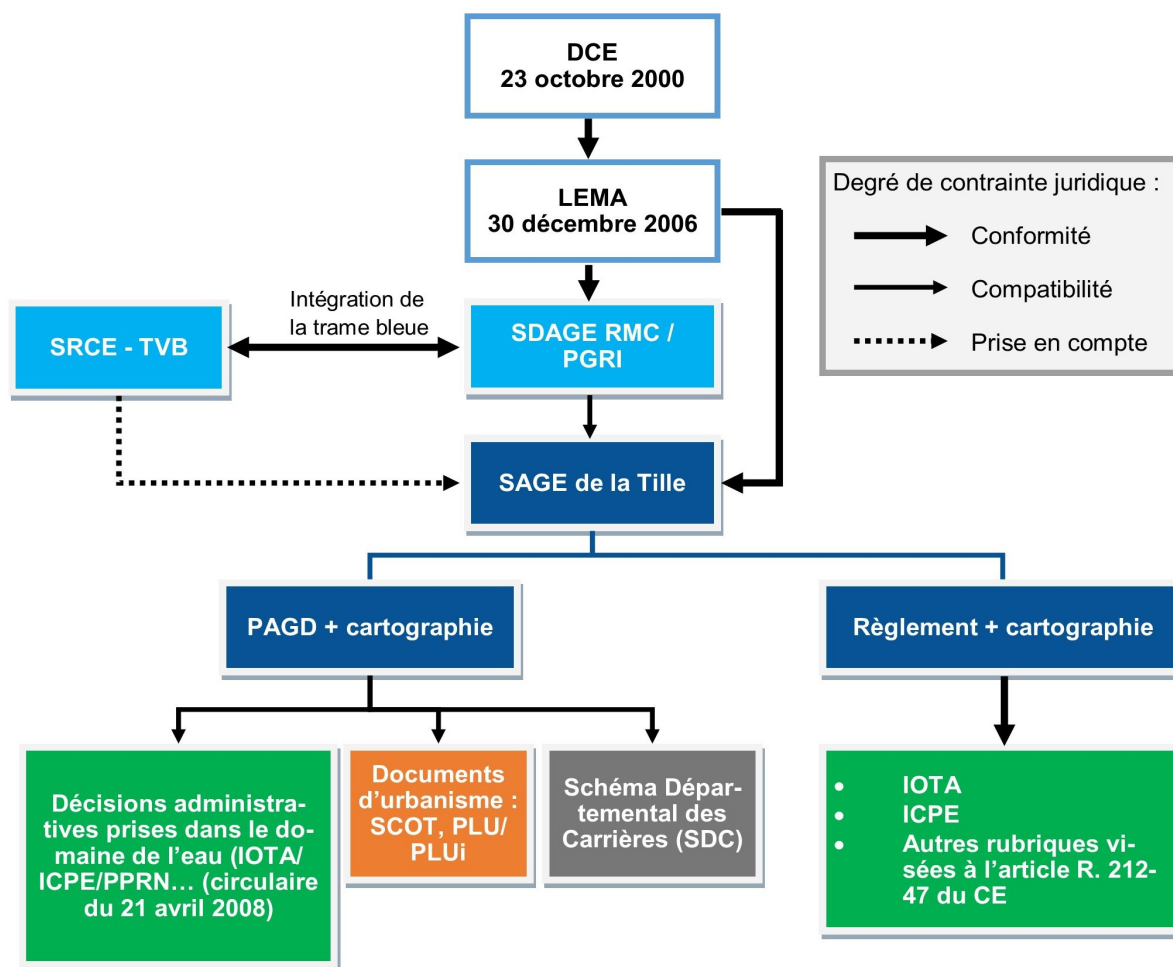 DCE
23 octobre 2000
LEMA
30 décembre 2006
Degré de contrainte juridique :
Conformité
Compatibilité
Prise en compte
Intégration de
la trame bleue
SRCE - TVB
SDAGE RMC /
PGRI
SAGE de la Tille
PAGD + cartographie
Règlement + cartographie
Décisions administra-
tives prises dans le do-
maine de l’eau (IOTA/
ICPE/PPRN… (circulaire
du 21 avril 2008)
Documents
d’urbanisme :
SCOT, PLU/
PLUi
Schéma Dépar-
temental des
Carrières (SDC)
• IOTA
• ICPE
• Autres rubriques vi-
sées à l’article R. 212-
47 du CE